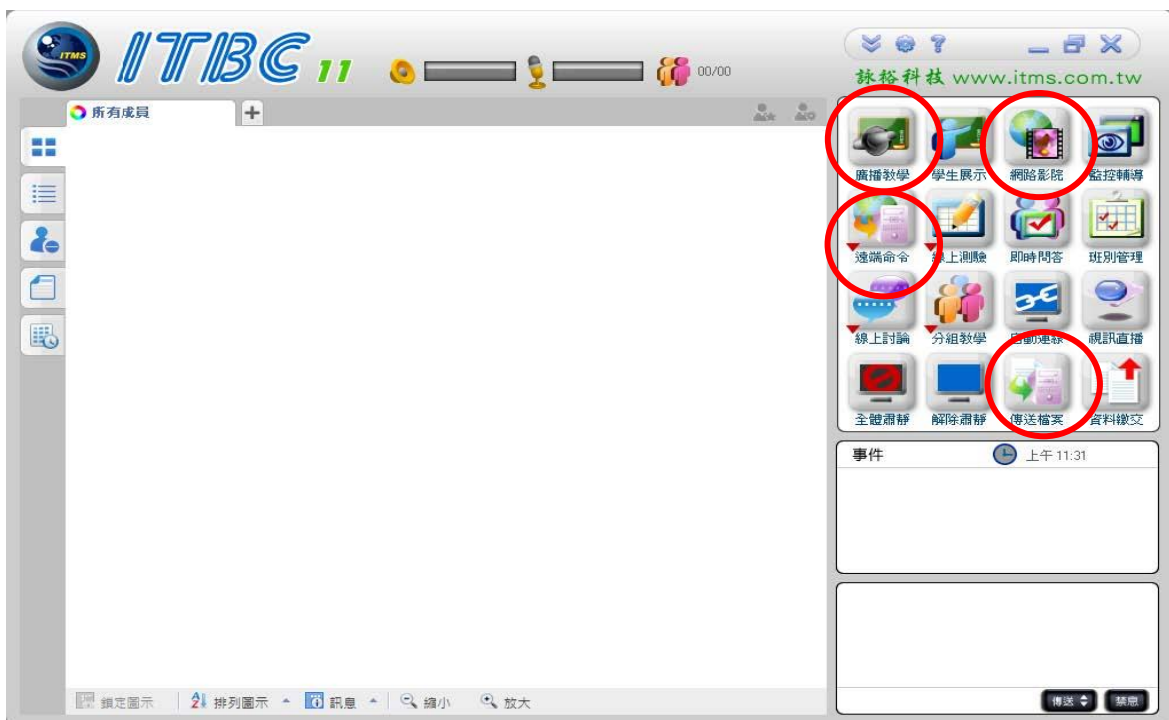 ITMS ITBC 11 00/00
詠裕科技 www.itms.com.tw
所有成員
廣播教學 學生展示 網路影院 監控輔導
遠端命令 線上測驗 即時問答 班別管理
線上討論 分組教學 启動連線 視訊直播
全體肅靜 解除肅靜 傳送檔案 資料繳交
事件 上午 11:31
鎖定圖示 排列圖示 訊息 縮小 放大
傳送 禁息